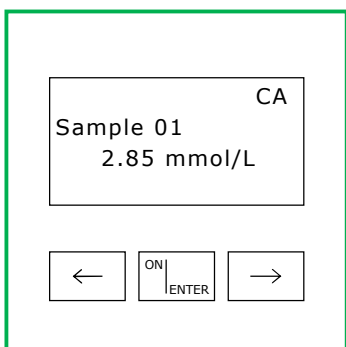 CA
Sample 01
2.85 mmol/L
← ON ENTER →